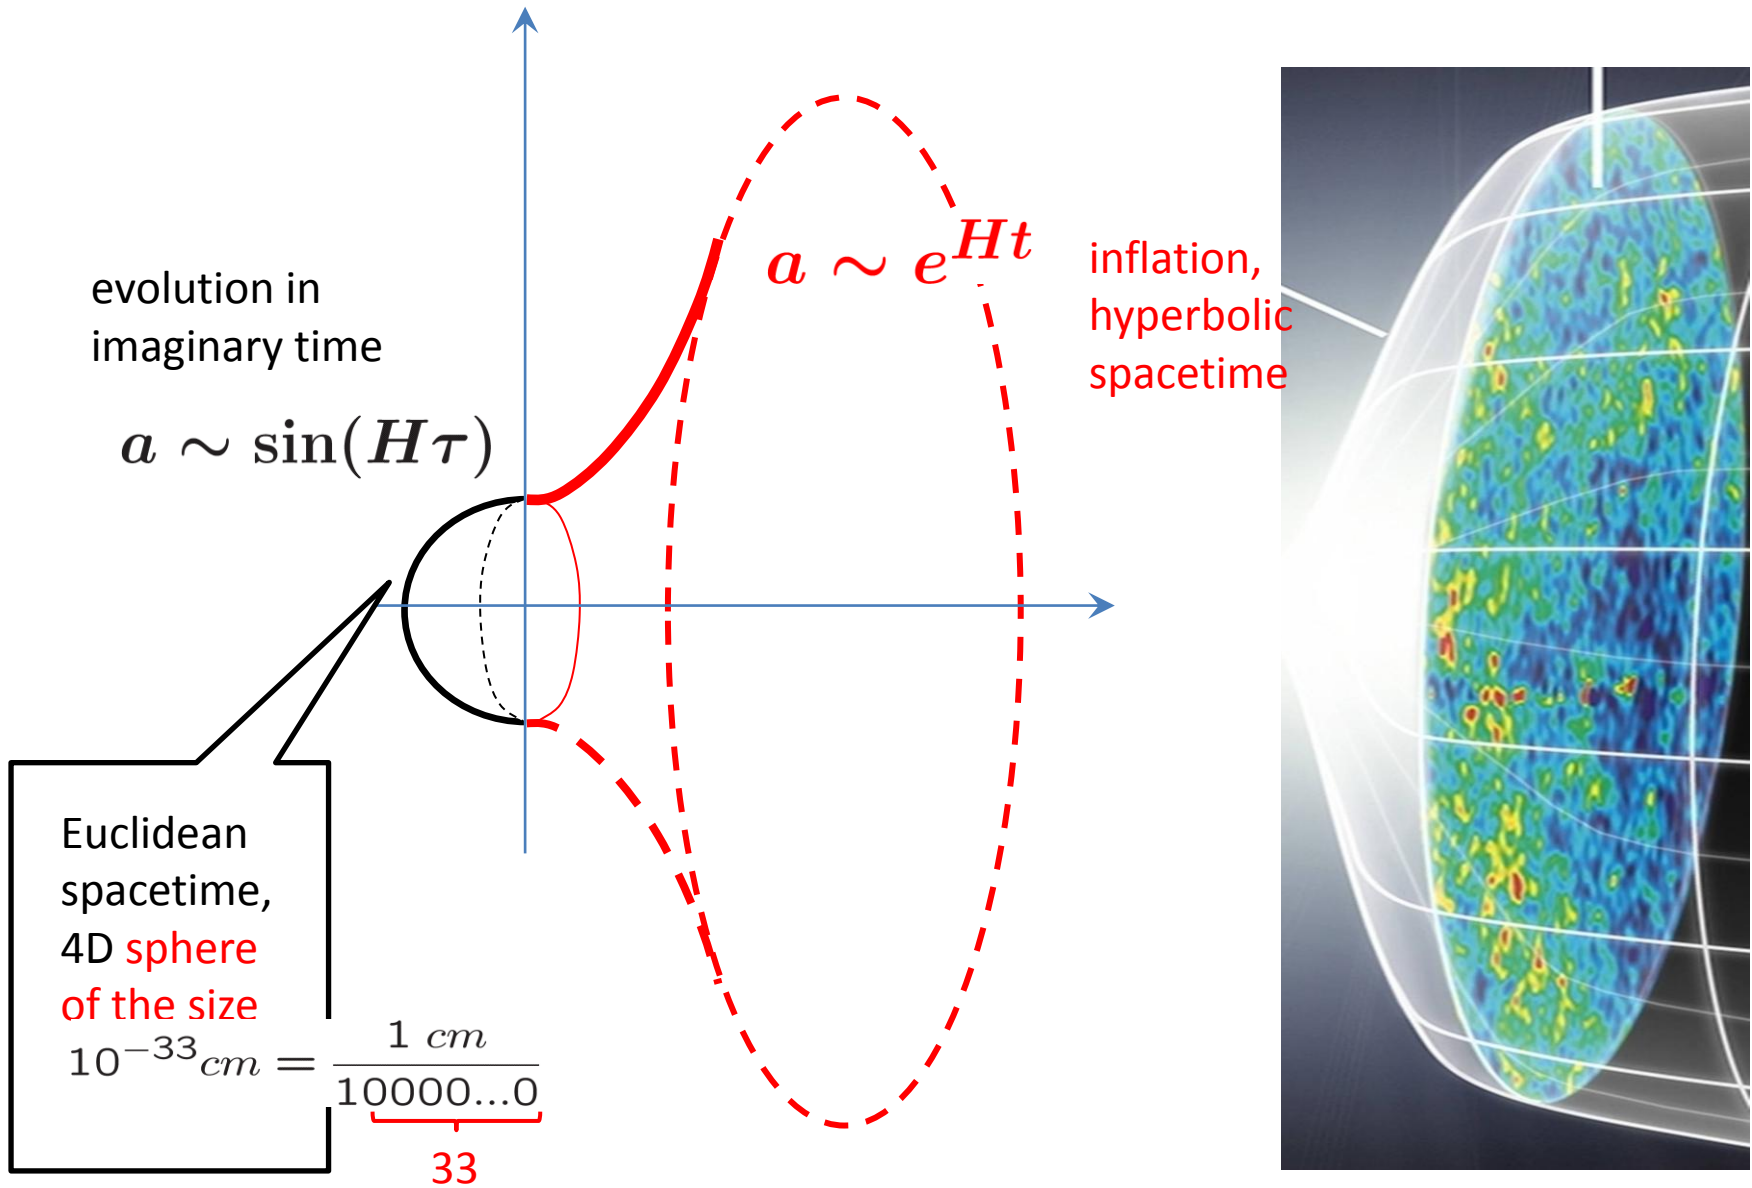 evolution in
imaginary time
a ∼ sin(Hτ)
a ∼ e^{Ht}
inflation,
hyperbolic
spacetime
Euclidean
spacetime,
4D sphere
of the size
10^{−33}cm = \frac{1 cm}{10000...0}
33